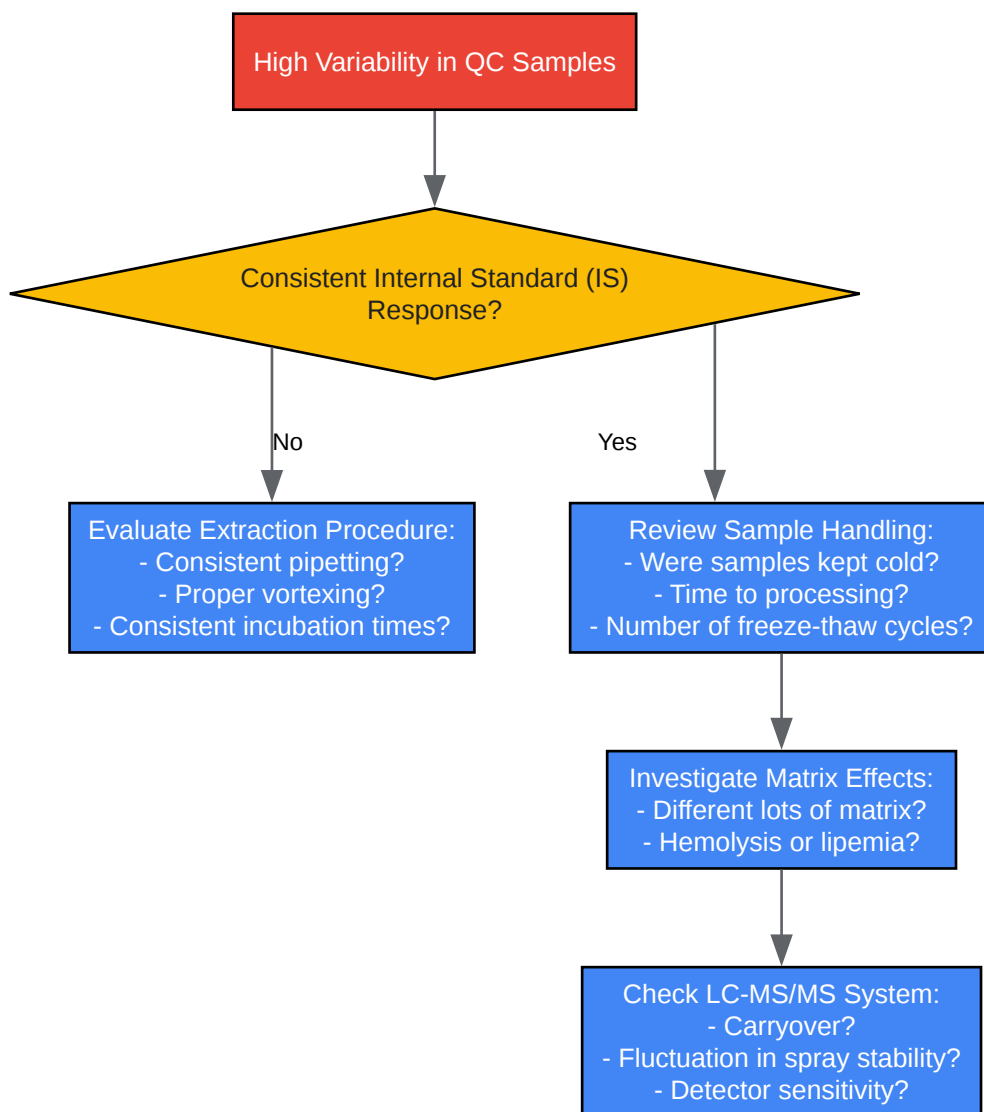 High Variability in QC Samples
Consistent Internal Standard (IS)
Response?
No
Yes
Evaluate Extraction Procedure:
- Consistent pipetting?
- Proper vortexing?
- Consistent incubation times?
Review Sample Handling:
- Were samples kept cold?
- Time to processing?
- Number of freeze-thaw cycles?
Investigate Matrix Effects:
- Different lots of matrix?
- Hemolysis or lipemia?
Check LC-MS/MS System:
- Carryover?
- Fluctuation in spray stability?
- Detector sensitivity?